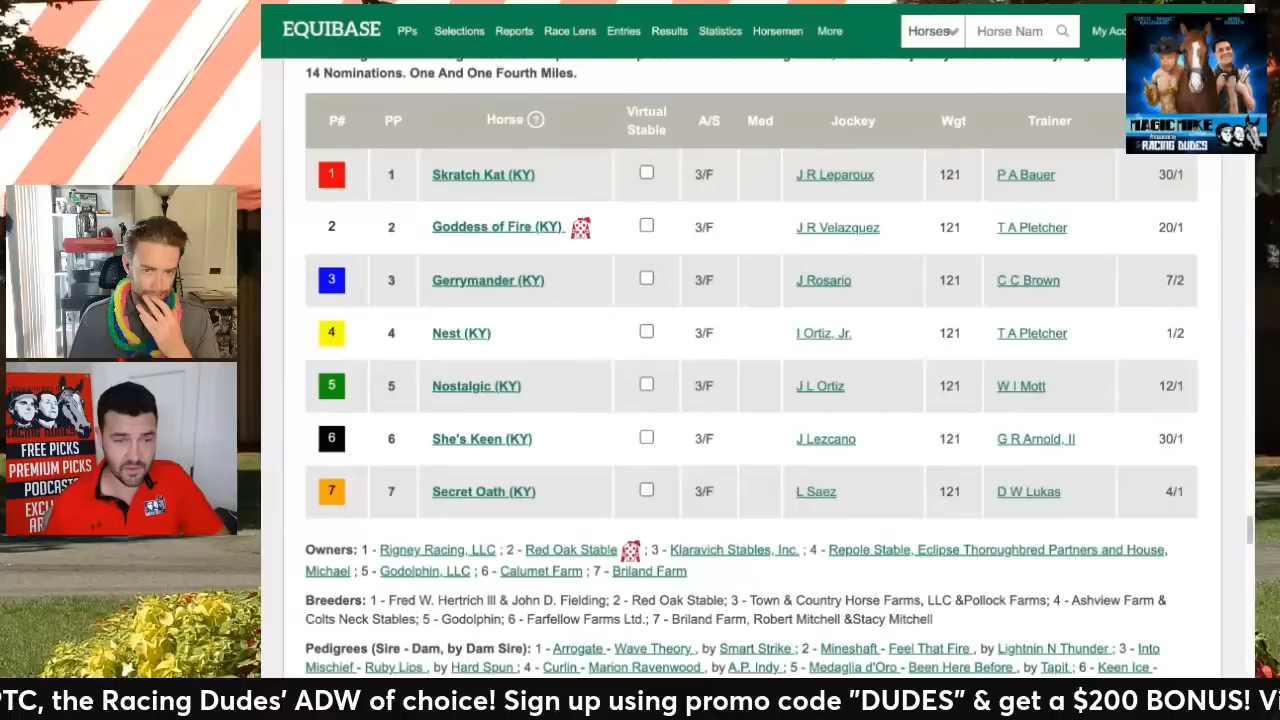 EQUIBASE PPs Selections Reports Race Lens Entries Results Statistics Horsemen More Horses Horse Nam My Acc
14 Nominations. One And One Fourth Miles.
P# PP Horse ? Virtual Stable A/S Med Jockey Wgt Trainer
1 1 Skratch Kat (KY) 3/F J R Leparoux 121 P A Bauer 30/1
2 2 Goddess of Fire (KY) 3/F J R Velazquez 121 T A Pletcher 20/1
3 3 Gerrymander (KY) 3/F J Rosario 121 C C Brown 7/2
4 4 Nest (KY) 3/F I Ortiz, Jr. 121 T A Pletcher 1/2
5 5 Nostalgic (KY) 3/F J L Ortiz 121 W I Mott 12/1
6 6 She's Keen (KY) 3/F J Lezcano 121 G R Arnold, II 30/1
7 7 Secret Oath (KY) 3/F L Saez 121 D W Lukas 4/1
Owners: 1 - Rigney Racing, LLC ; 2 - Red Oak Stable ; 3 - Klaravich Stables, Inc. ; 4 - Repole Stable, Eclipse Thoroughbred Partners and House,
Michael ; 5 - Godolphin, LLC ; 6 - Calumet Farm ; 7 - Briland Farm
Breeders: 1 - Fred W. Hertrich III & John D. Fielding; 2 - Red Oak Stable; 3 - Town & Country Horse Farms, LLC &Pollock Farms; 4 - Ashview Farm &
Colts Neck Stables; 5 - Godolphin; 6 - Farfellow Farms Ltd.; 7 - Briland Farm, Robert Mitchell &Stacy Mitchell
Pedigrees (Sire - Dam, by Dam Sire): 1 - Arrogate - Wave Theory , by Smart Strike ; 2 - Mineshaft - Feel That Fire , by Lightnin N Thunder ; 3 - Into
Mischief - Ruby Lips , by Hard Spun ; 4 - Curlin - Marion Ravenwood , by A.P. Indy ; 5 - Medaglia d'Oro - Been Here Before , by Tapit ; 6 - Keen Ice -
MAGIC MIKE
RACING DUDES
RACING DUDES
FREE PICKS
PREMIUM PICKS
PODCASTS
PTC, the Racing Dudes' ADW of choice! Sign up using promo code "DUDES" & get a $200 BONUS! Vi